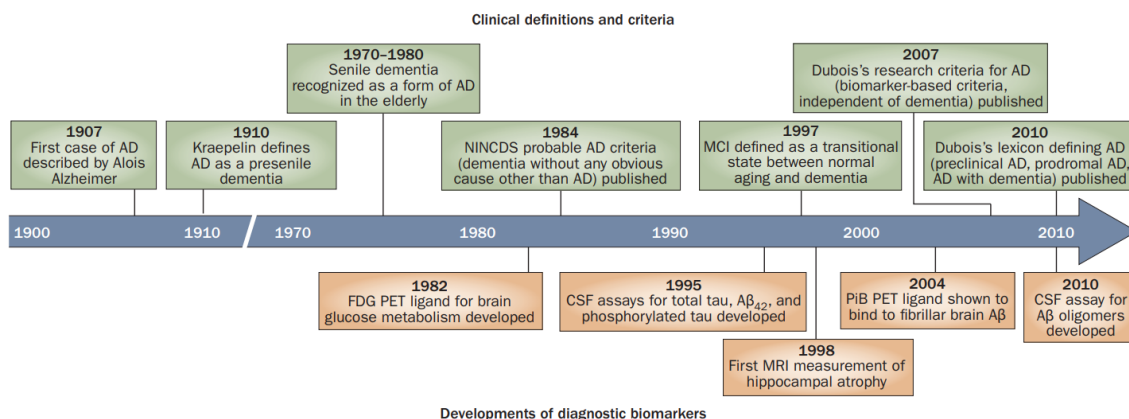 Clinical definitions and criteria
1970–1980
Senile dementia
recognized as a form of AD
in the elderly
2007
Dubois's research criteria for AD
(biomarker-based criteria,
independent of dementia) published
1907
First case of AD
described by Alois
Alzheimer
1910
Kraepelin defines
AD as a presenile
dementia
1984
NINCDS probable AD criteria
(dementia without any obvious
cause other than AD) published
1997
MCI defined as a transitional
state between normal
aging and dementia
2010
Dubois's lexicon defining AD
(preclinical AD, prodromal AD,
AD with dementia) published
1900 1910 1970 1980 1990 2000 2010
1982
FDG PET ligand for brain
glucose metabolism developed
1995
CSF assays for total tau, Aβ₄₂, and
phosphorylated tau developed
2004
PiB PET ligand shown to
bind to fibrillar brain Aβ
2010
CSF assay for
Aβ oligomers
developed
1998
First MRI measurement of
hippocampal atrophy
Developments of diagnostic biomarkers